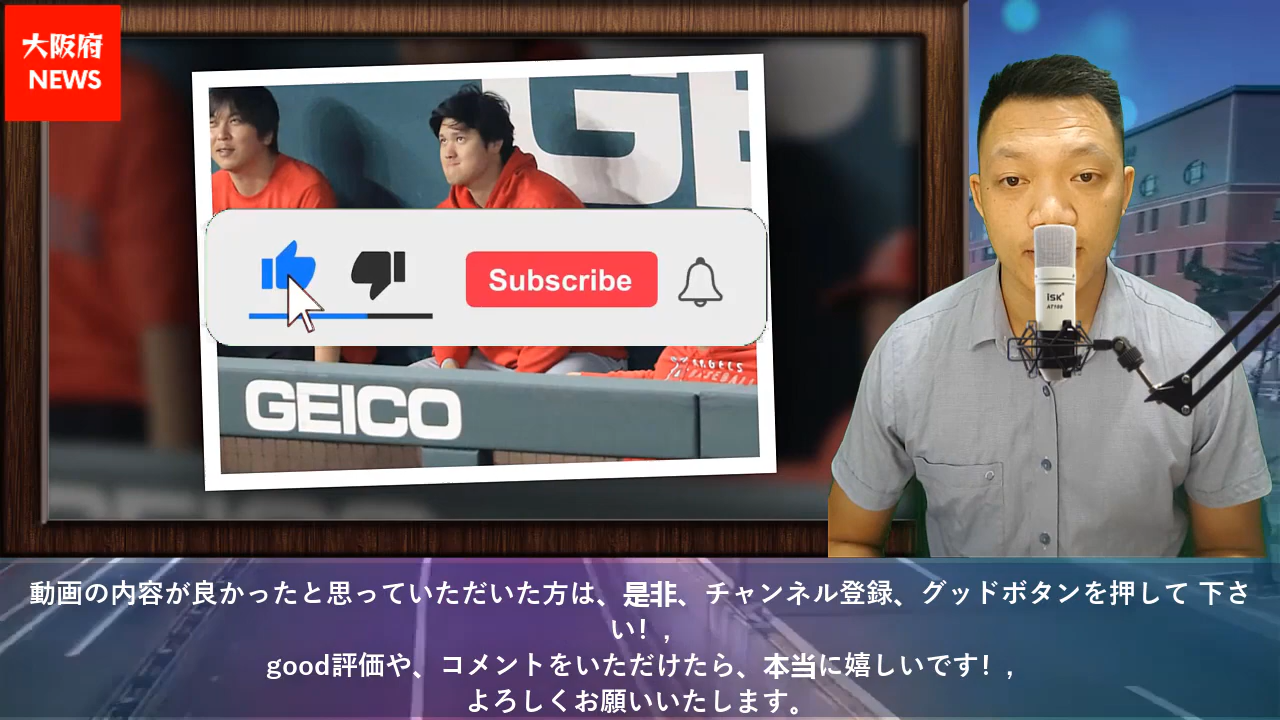 大阪府
NEWS
Subscribe
iSK
AT100
ANGELS
BASEBALL
GEICO
動画の内容が良かったと思っていただいた方は、是非、チャンネル登録、グッドボタンを押して 下さ
い! ,
good評価や、コメントをいただけたら、本当に嬉しいです! ,
よろしくお願いいたします。